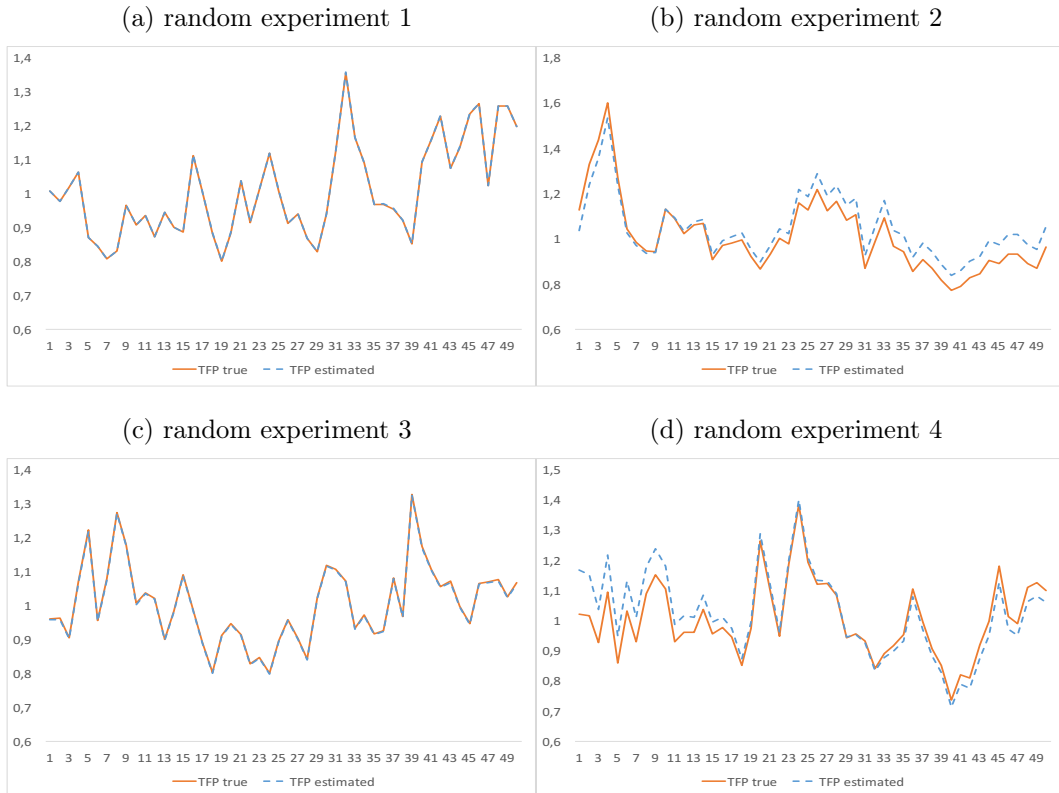 (a) random experiment 1
1,4
1,3
1,2
1,1
1
0,9
0,8
0,7
0,6
1 3 5 7 9 11 13 15 17 19 21 23 25 27 29 31 33 35 37 39 41 43 45 47 49
TFP true TFP estimated
(b) random experiment 2
1,8
1,6
1,4
1,2
1
0,8
0,6
1 3 5 7 9 11 13 15 17 19 21 23 25 27 29 31 33 35 37 39 41 43 45 47 49
TFP true TFP estimated
(c) random experiment 3
1,4
1,3
1,2
1,1
1
0,9
0,8
0,7
0,6
1 3 5 7 9 11 13 15 17 19 21 23 25 27 29 31 33 35 37 39 41 43 45 47 49
TFP true TFP estimated
(d) random experiment 4
1,5
1,4
1,3
1,2
1,1
1
0,9
0,8
0,7
0,6
1 3 5 7 9 11 13 15 17 19 21 23 25 27 29 31 33 35 37 39 41 43 45 47 49
TFP true TFP estimated